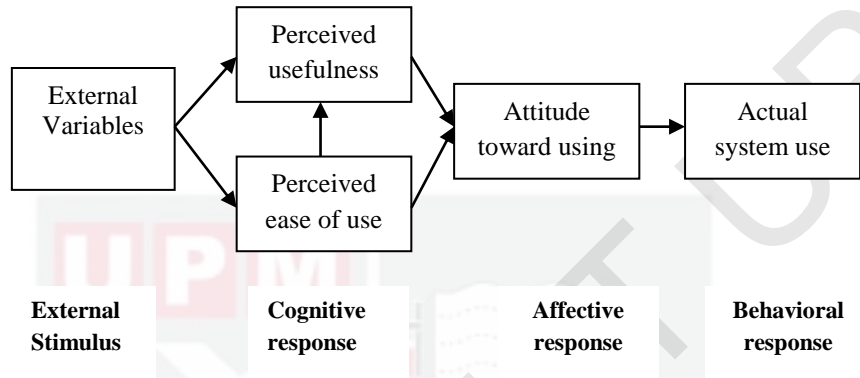 Perceived
usefulness
External
Variables
Attitude
toward using
Actual
system use
Perceived
ease of use
UPM
External
Stimulus
Cognitive
response
Affective
response
Behavioral
response